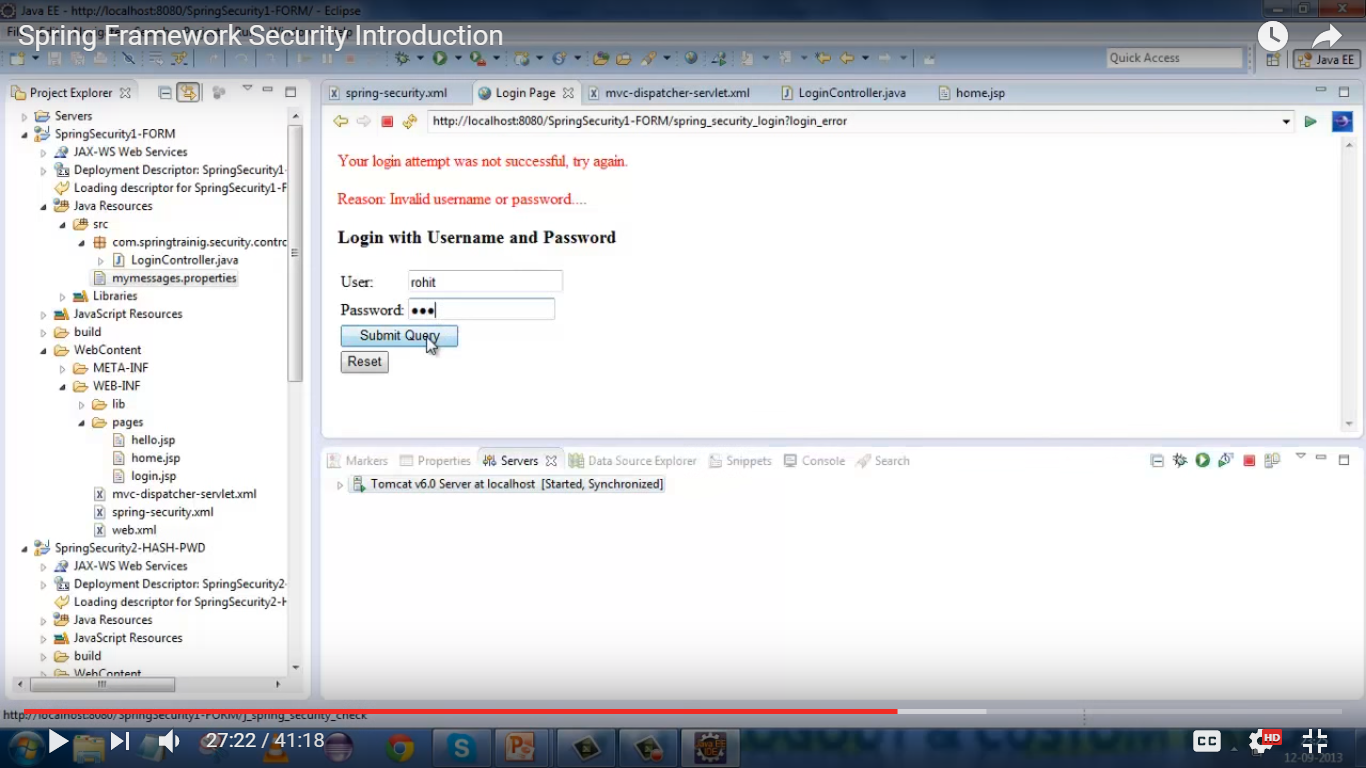 Java EE - http://localhost:8080/SpringSecurity1-FORM/ - Eclipse
Spring Framework Security Introduction
Quick Access
Java EE
Project Explorer
spring-security.xml
Login Page
mvc-dispatcher-servlet.xml
LoginController.java
home.jsp
http://localhost:8080/SpringSecurity1-FORM/spring_security_login?login_error
Servers
SpringSecurity1-FORM
JAX-WS Web Services
Deployment Descriptor: SpringSecurity1-
Loading descriptor for SpringSecurity1-F
Java Resources
src
com.springtrainig.security.contrc
LoginController.java
mymessages.properties
Libraries
JavaScript Resources
build
WebContent
META-INF
WEB-INF
lib
pages
hello.jsp
home.jsp
login.jsp
mvc-dispatcher-servlet.xml
spring-security.xml
web.xml
SpringSecurity2-HASH-PWD
JAX-WS Web Services
Deployment Descriptor: SpringSecurity2-
Loading descriptor for SpringSecurity2-H
Java Resources
JavaScript Resources
build
WebContent
Your login attempt was not successful, try again.
Reason: Invalid username or password....
Login with Username and Password
User: rohit
Password:
Submit Query
Reset
Markers
Properties
Servers
Data Source Explorer
Snippets
Console
Search
Tomcat v6.0 Server at localhost [Started, Synchronized]
http://localhost:8080/SpringSecurity1-FORM/j_spring_security_check
27:22 / 41:18
CC
HD
12-09-2013